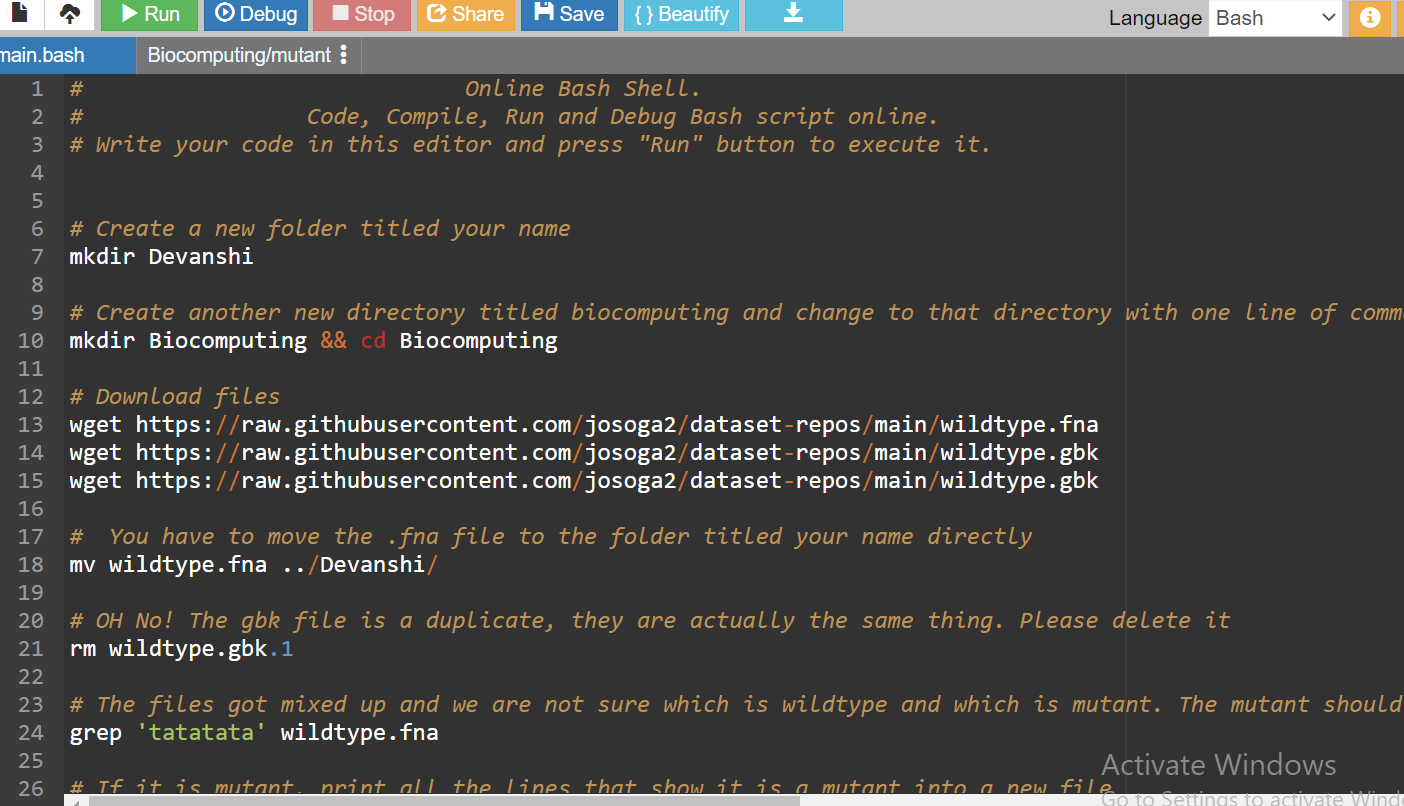 Run Debug Stop Share Save { } Beautify Language Bash
main.bash Biocomputing/mutant
1 # Online Bash Shell.
2 # Code, Compile, Run and Debug Bash script online.
3 # Write your code in this editor and press "Run" button to execute it.
4
5
6 # Create a new folder titled your name
7 mkdir Devanshi
8
9 # Create another new directory titled biocomputing and change to that directory with one line of comm
10 mkdir Biocomputing && cd Biocomputing
11
12 # Download files
13 wget https://raw.githubusercontent.com/josoga2/dataset-repos/main/wildtype.fna
14 wget https://raw.githubusercontent.com/josoga2/dataset-repos/main/wildtype.gbk
15 wget https://raw.githubusercontent.com/josoga2/dataset-repos/main/wildtype.gbk
16
17 #  You have to move the .fna file to the folder titled your name directly
18 mv wildtype.fna ../Devanshi/
19
20 # OH No! The gbk file is a duplicate, they are actually the same thing. Please delete it
21 rm wildtype.gbk.1
22
23 # The files got mixed up and we are not sure which is wildtype and which is mutant. The mutant should
24 grep 'tatatata' wildtype.fna
25
26 # If it is mutant, print all the lines that show it is a mutant into a new file
Activate Windows
Go to Settings to activate Wind